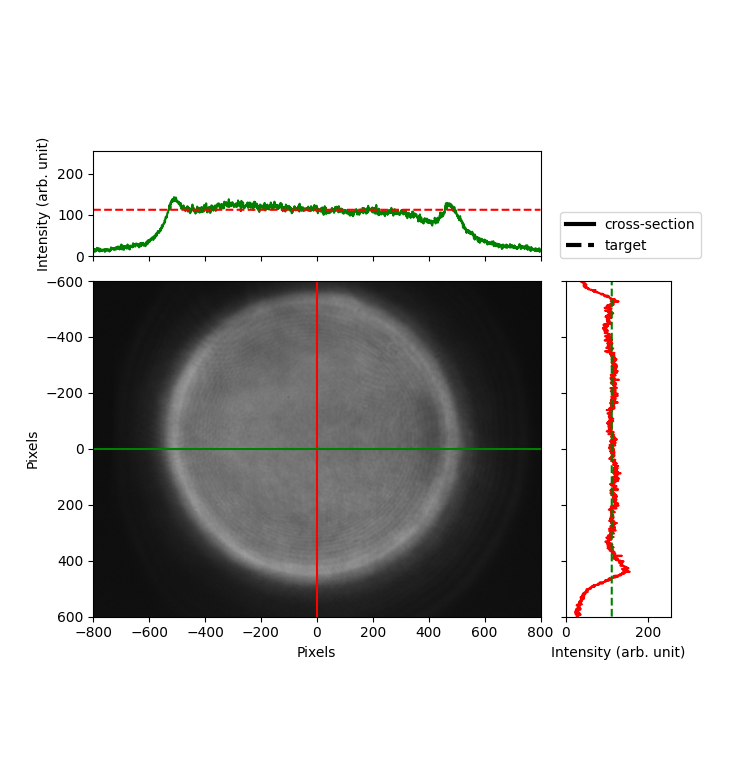 Intensity (arb. unit)
200
100
0
cross-section
target
Pixels
−600
−400
−200
0
200
400
600
−800 −600 −400 −200 0 200 400 600 800
Pixels
0 200
Intensity (arb. unit)